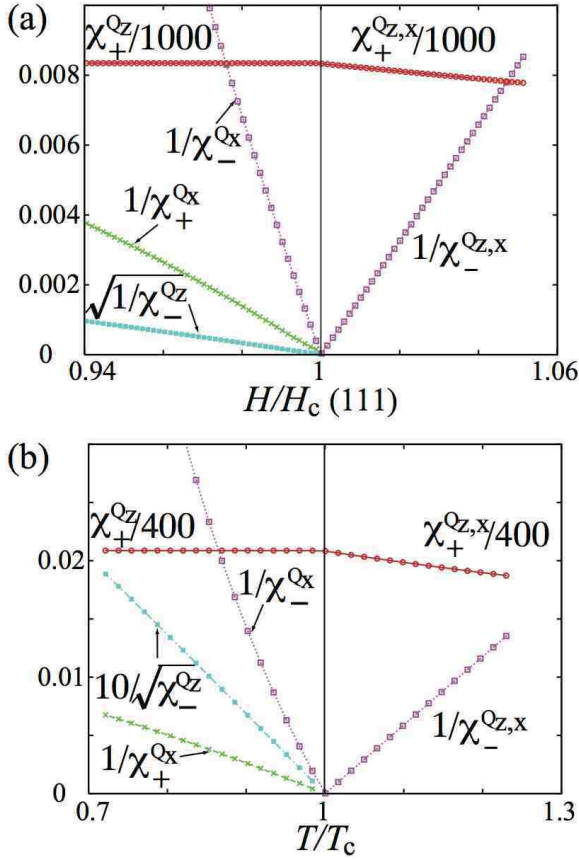 (a)
χ₊^Qz/1000
χ₊^Qz,x/1000
0.008
1/χ₋^Qx
0.006
1/χ₊^Qx
0.004
1/χ₋^Qz,x
√1/χ₋^Qz
0.002
0
0.94
1
1.06
H/Hc (111)
(b)
χ₊^Qz/400
χ₊^Qz,x/400
0.02
1/χ₋^Qx
10/√χ₋^Qz
0.01
1/χ₋^Qz,x
1/χ₊^Qx
0
0.7
1
1.3
T/Tc